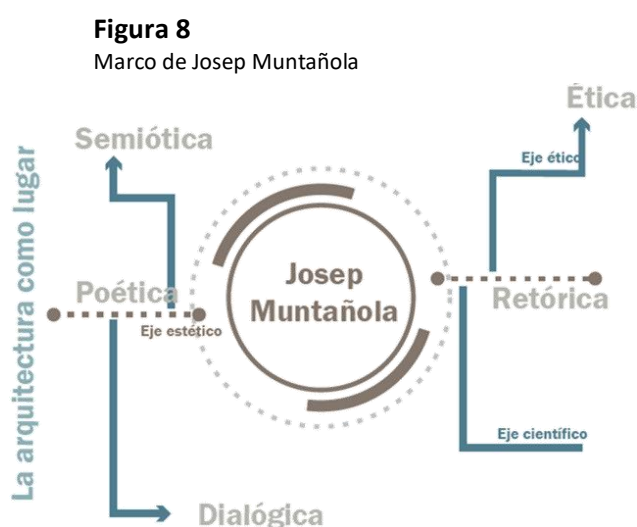 Figura 8
Marco de Josep Muntañola
Ética
Semiótica
Eje ético
La arquitectura como lugar
Josep
Muntañola
Poética
Retórica
Eje estético
Eje científico
Dialógica